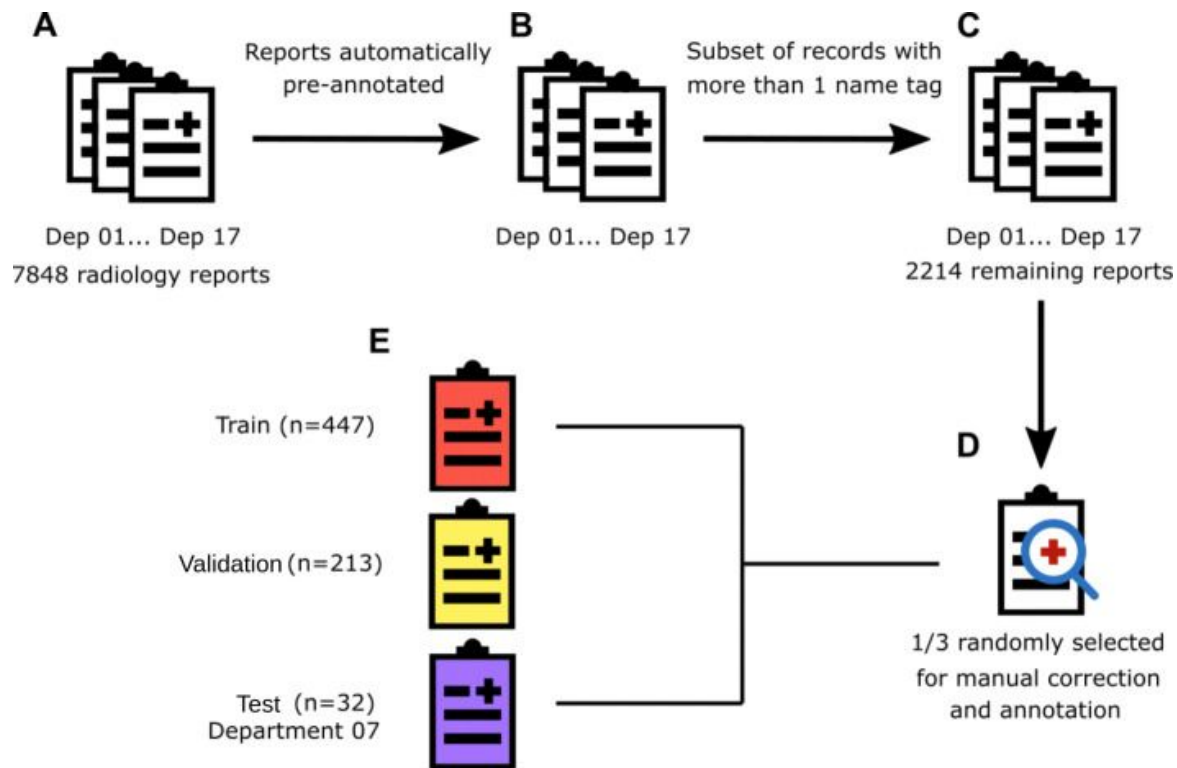 A
Reports automatically
pre-annotated
B
Subset of records with
more than 1 name tag
C
Dep 01... Dep 17
7848 radiology reports
Dep 01... Dep 17
Dep 01... Dep 17
2214 remaining reports
D
1/3 randomly selected
for manual correction
and annotation
E
Train (n=447)
Validation (n=213)
Test (n=32)
Department 07